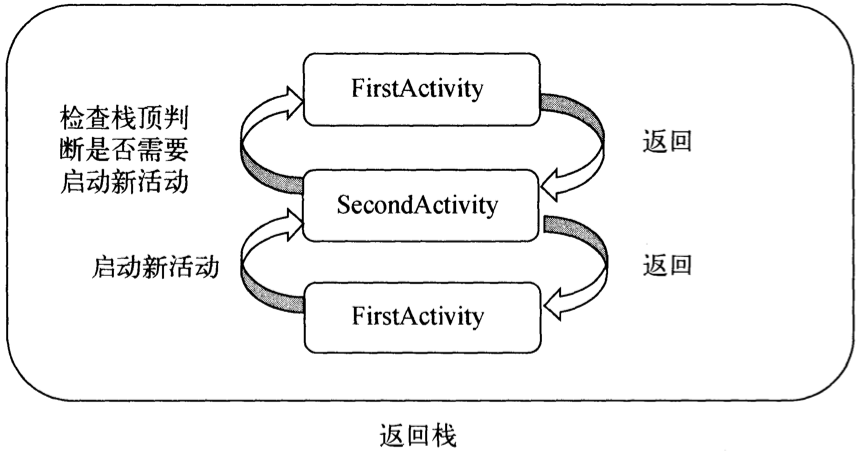 FirstActivity
检查栈顶判
断是否需要
启动新活动
返回
SecondActivity
启动新活动
返回
FirstActivity
返回栈